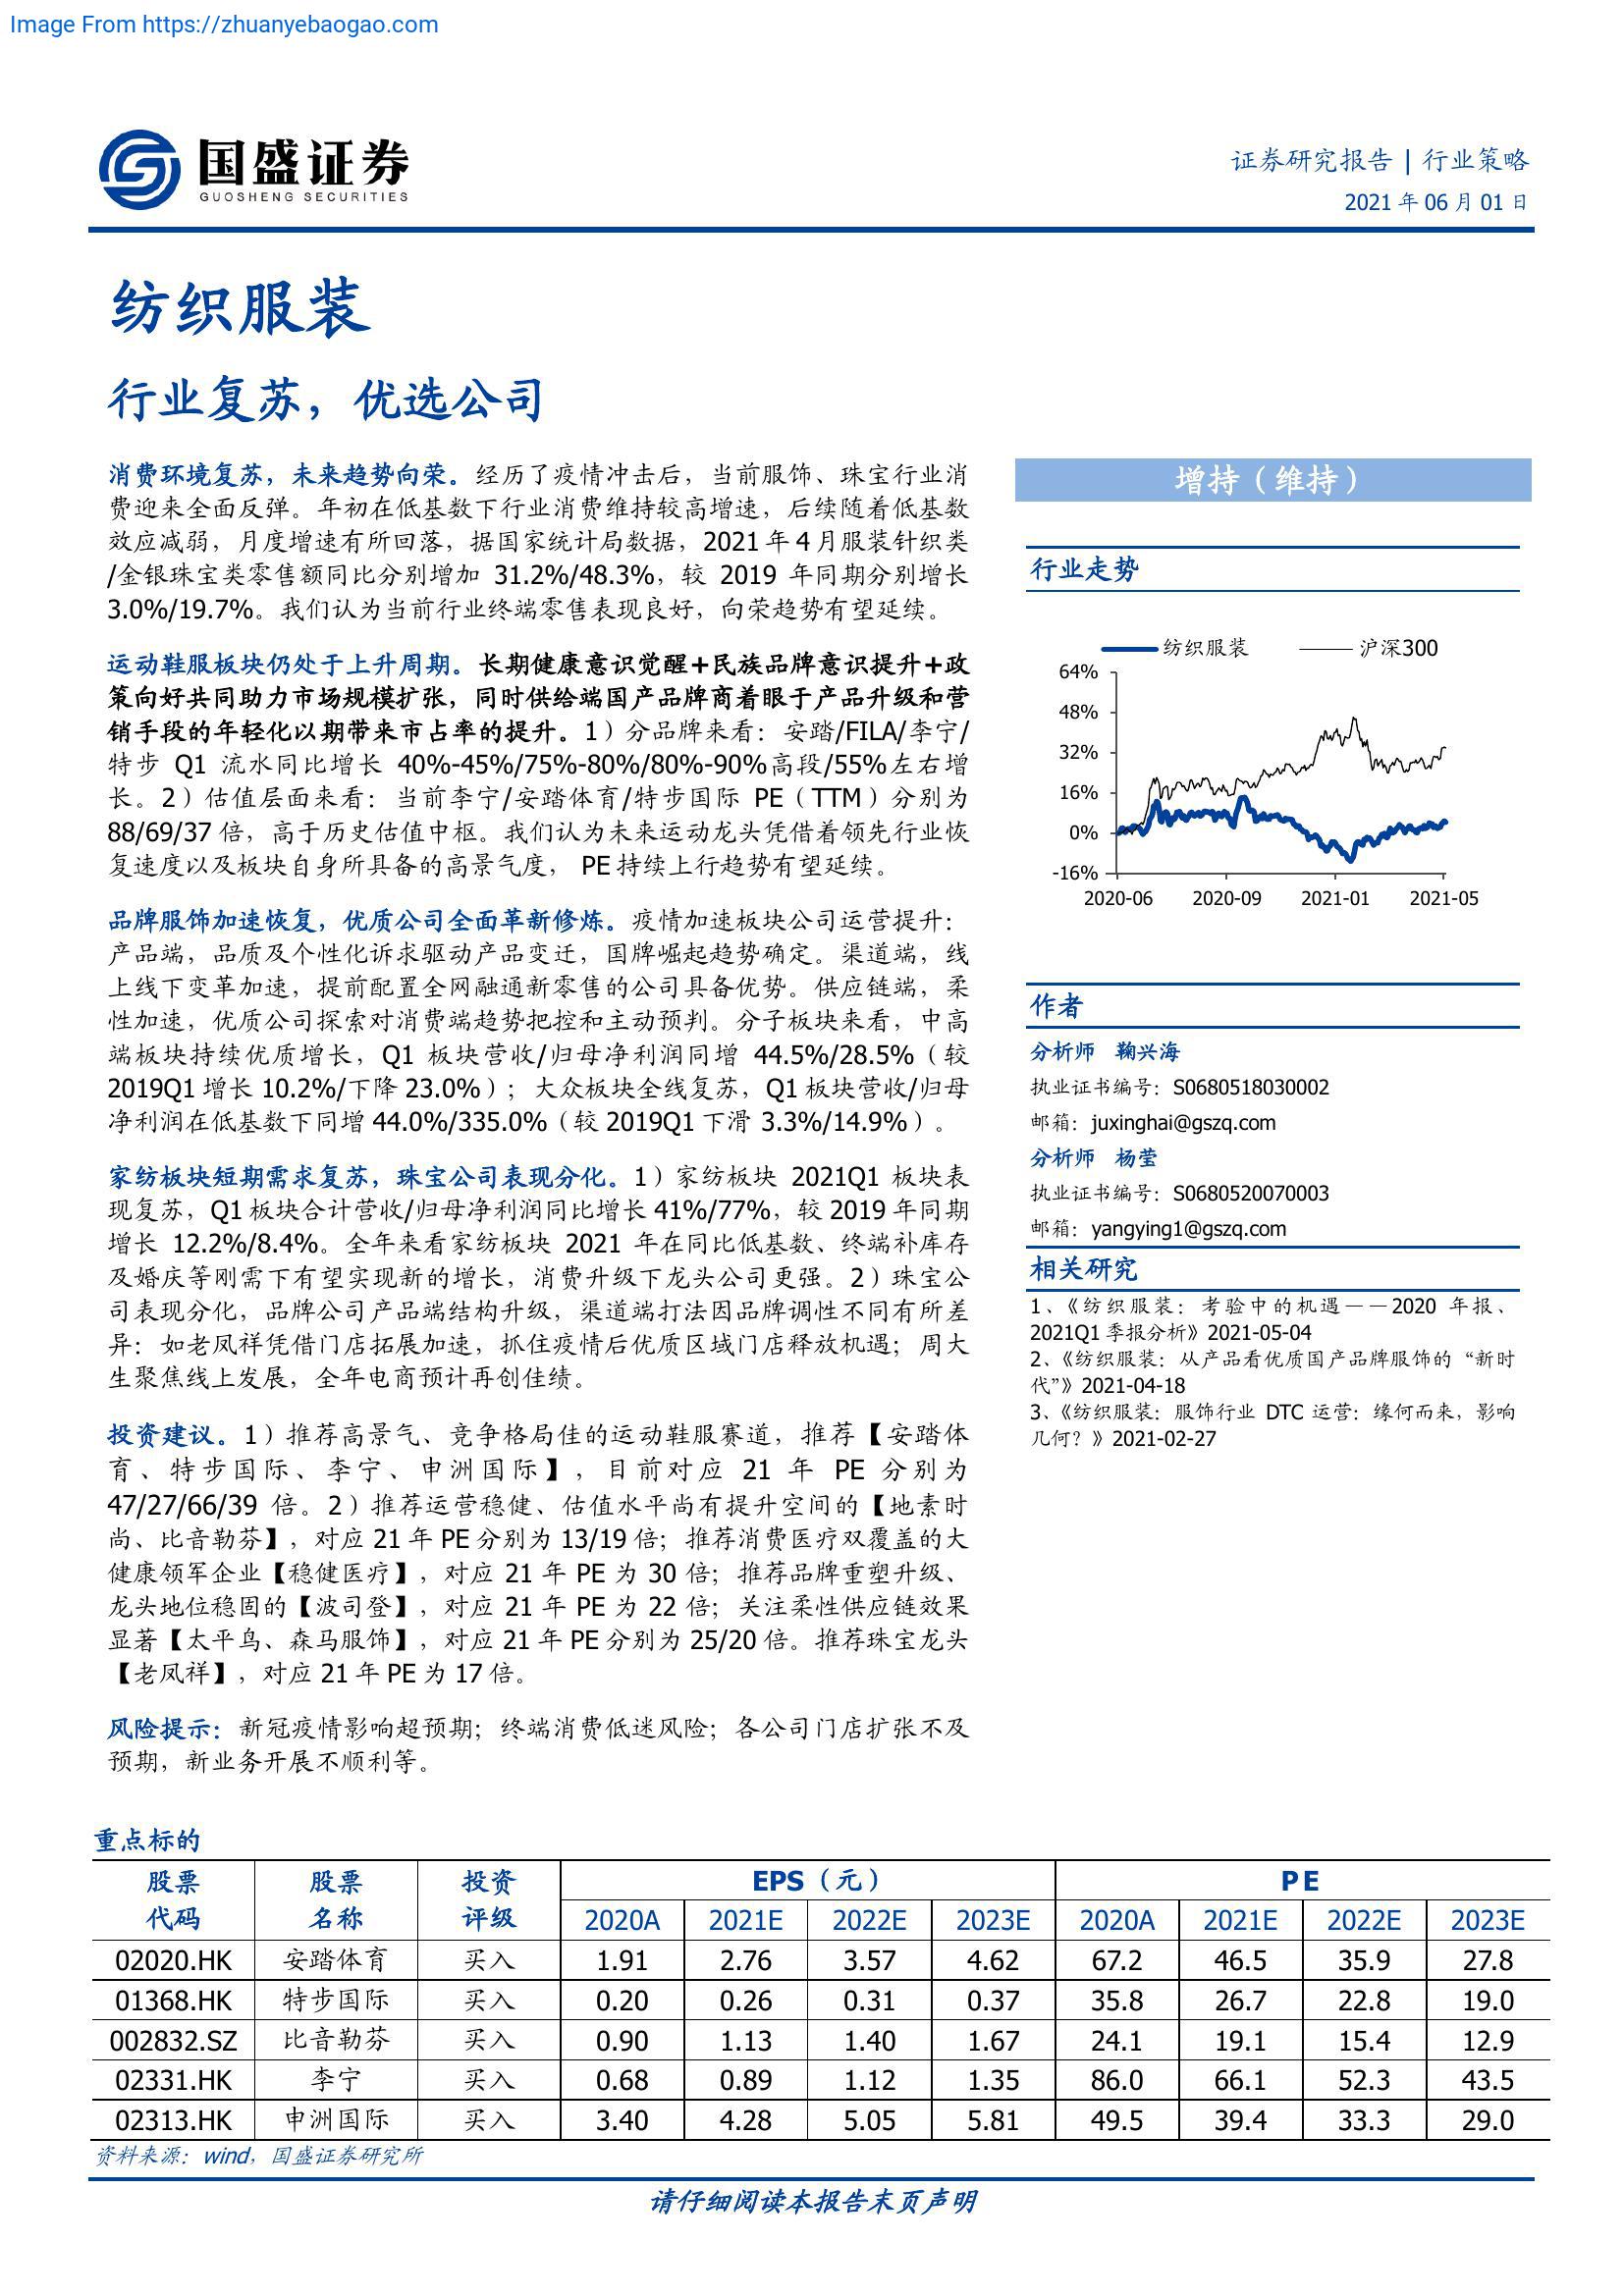 Image From https://zhuanyebaogao.com
国盛证券
GUOSHENG SECURITIES
证券研究报告 | 行业策略
2021 年 06 月 01 日
纺织服装
行业复苏，优选公司
消费环境复苏，未来趋势向荣。经历了疫情冲击后，当前服饰、珠宝行业消
费迎来全面反弹。年初在低基数下行业消费维持较高增速，后续随着低基数
效应减弱，月度增速有所回落，据国家统计局数据，2021 年 4 月服装针织类
/金银珠宝类零售额同比分别增加 31.2%/48.3%，较 2019 年同期分别增长
3.0%/19.7%。我们认为当前行业终端零售表现良好，向荣趋势有望延续。
运动鞋服板块仍处于上升周期。长期健康意识觉醒+民族品牌意识提升+政
策向好共同助力市场规模扩张，同时供给端国产品牌商着眼于产品升级和营
销手段的年轻化以期带来市占率的提升。1）分品牌来看：安踏/FILA/李宁/
特步 Q1 流水同比增长 40%-45%/75%-80%/80%-90%高段/55%左右增
长。2）估值层面来看：当前李宁/安踏体育/特步国际 PE（TTM）分别为
88/69/37 倍，高于历史估值中枢。我们认为未来运动龙头凭借着领先行业恢
复速度以及板块自身所具备的高景气度， PE 持续上行趋势有望延续。
品牌服饰加速恢复，优质公司全面革新修炼。疫情加速板块公司运营提升：
产品端，品质及个性化诉求驱动产品变迁，国牌崛起趋势确定。渠道端，线
上线下变革加速，提前配置全网融通新零售的公司具备优势。供应链端，柔
性加速，优质公司探索对消费端趋势把控和主动预判。分子板块来看，中高
端板块持续优质增长，Q1 板块营收/归母净利润同增 44.5%/28.5%（较
2019Q1 增长 10.2%/下降 23.0%）；大众板块全线复苏，Q1 板块营收/归母
净利润在低基数下同增 44.0%/335.0%（较 2019Q1 下滑 3.3%/14.9%）。
家纺板块短期需求复苏，珠宝公司表现分化。1）家纺板块 2021Q1 板块表
现复苏，Q1 板块合计营收/归母净利润同比增长 41%/77%，较 2019 年同期
增长 12.2%/8.4%。全年来看家纺板块 2021 年在同比低基数、终端补库存
及婚庆等刚需下有望实现新的增长，消费升级下龙头公司更强。2）珠宝公
司表现分化，品牌公司产品端结构升级，渠道端打法因品牌调性不同有所差
异：如老凤祥凭借门店拓展加速，抓住疫情后优质区域门店释放机遇；周大
生聚焦线上发展，全年电商预计再创佳绩。
投资建议。1）推荐高景气、竞争格局佳的运动鞋服赛道，推荐【安踏体
育、特步国际、李宁、申洲国际】，目前对应 21 年 PE 分别为
47/27/66/39 倍。2）推荐运营稳健、估值水平尚有提升空间的【地素时
尚、比音勒芬】，对应 21 年 PE 分别为 13/19 倍；推荐消费医疗双覆盖的大
健康领军企业【稳健医疗】，对应 21 年 PE 为 30 倍；推荐品牌重塑升级、
龙头地位稳固的【波司登】，对应 21 年 PE 为 22 倍；关注柔性供应链效果
显著【太平鸟、森马服饰】，对应 21 年 PE 分别为 25/20 倍。推荐珠宝龙头
【老凤祥】，对应 21 年 PE 为 17 倍。
风险提示：新冠疫情影响超预期；终端消费低迷风险；各公司门店扩张不及
预期，新业务开展不顺利等。
增持（维持）
行业走势
纺织服装 沪深300
64%
48%
32%
16%
0%
-16%
2020-06 2020-09 2021-01 2021-05
作者
分析师 鞠兴海
执业证书编号：S0680518030002
邮箱：juxinghai@gszq.com
分析师 杨莹
执业证书编号：S0680520070003
邮箱：yangying1@gszq.com
相关研究
1、《纺织服装：考验中的机遇——2020 年报、
2021Q1 季报分析》2021-05-04
2、《纺织服装：从产品看优质国产品牌服饰的“新时
代”》2021-04-18
3、《纺织服装：服饰行业 DTC 运营：缘何而来，影响
几何？》2021-02-27
重点标的
股票 股票 投资 EPS（元） PE
代码 名称 评级 2020A 2021E 2022E 2023E 2020A 2021E 2022E 2023E
02020.HK 安踏体育 买入 1.91 2.76 3.57 4.62 67.2 46.5 35.9 27.8
01368.HK 特步国际 买入 0.20 0.26 0.31 0.37 35.8 26.7 22.8 19.0
002832.SZ 比音勒芬 买入 0.90 1.13 1.40 1.67 24.1 19.1 15.4 12.9
02331.HK 李宁 买入 0.68 0.89 1.12 1.35 86.0 66.1 52.3 43.5
02313.HK 申洲国际 买入 3.40 4.28 5.05 5.81 49.5 39.4 33.3 29.0
资料来源：wind，国盛证券研究所
请仔细阅读本报告末页声明